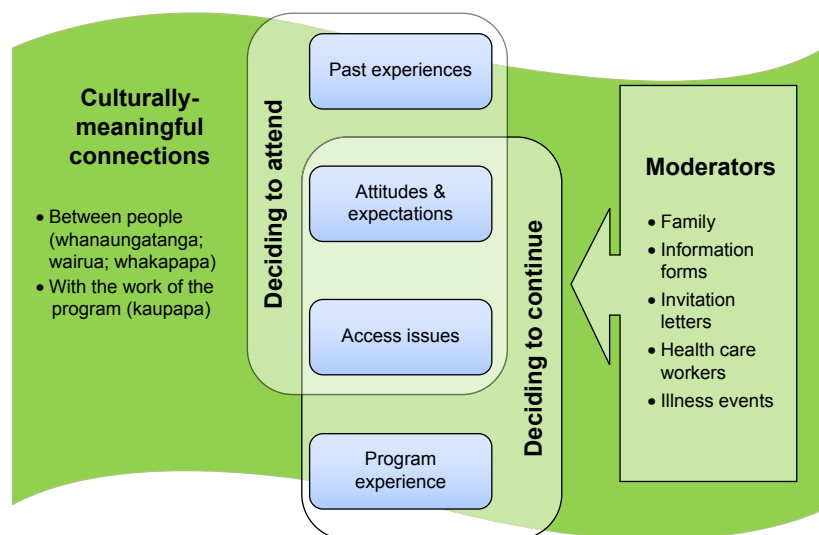 Culturally-
meaningful
connections
• Between people
(whanaungatanga;
wairua; whakapapa)
• With the work of the
program (kaupapa)
Deciding to attend
Past experiences
Attitudes &
expectations
Access issues
Program
experience
Deciding to continue
Moderators
• Family
• Information
forms
• Invitation
letters
• Health care
workers
• Illness events